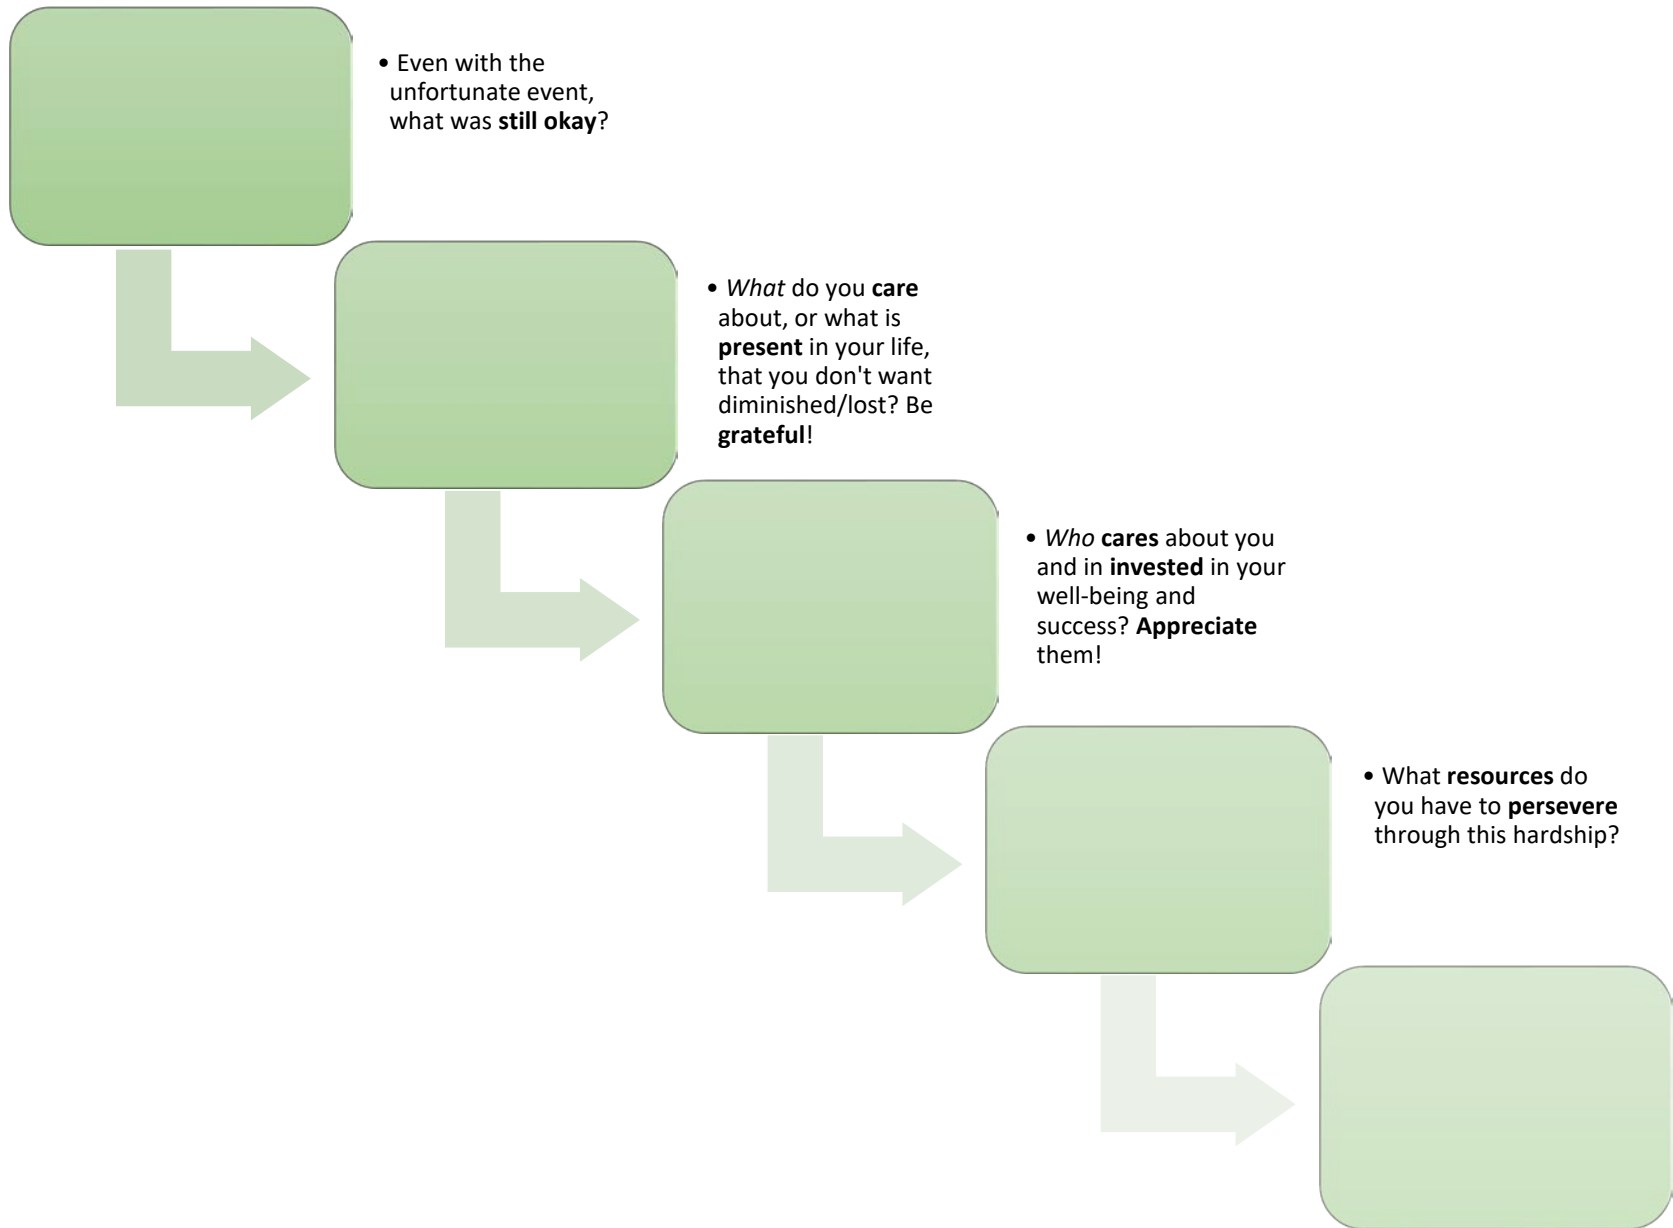 • Even with the
unfortunate event,
what was still okay?
• What do you care
about, or what is
present in your life,
that you don't want
diminished/lost? Be
grateful!
• Who cares about you
and in invested in your
well-being and
success? Appreciate
them!
• What resources do
you have to persevere
through this hardship?